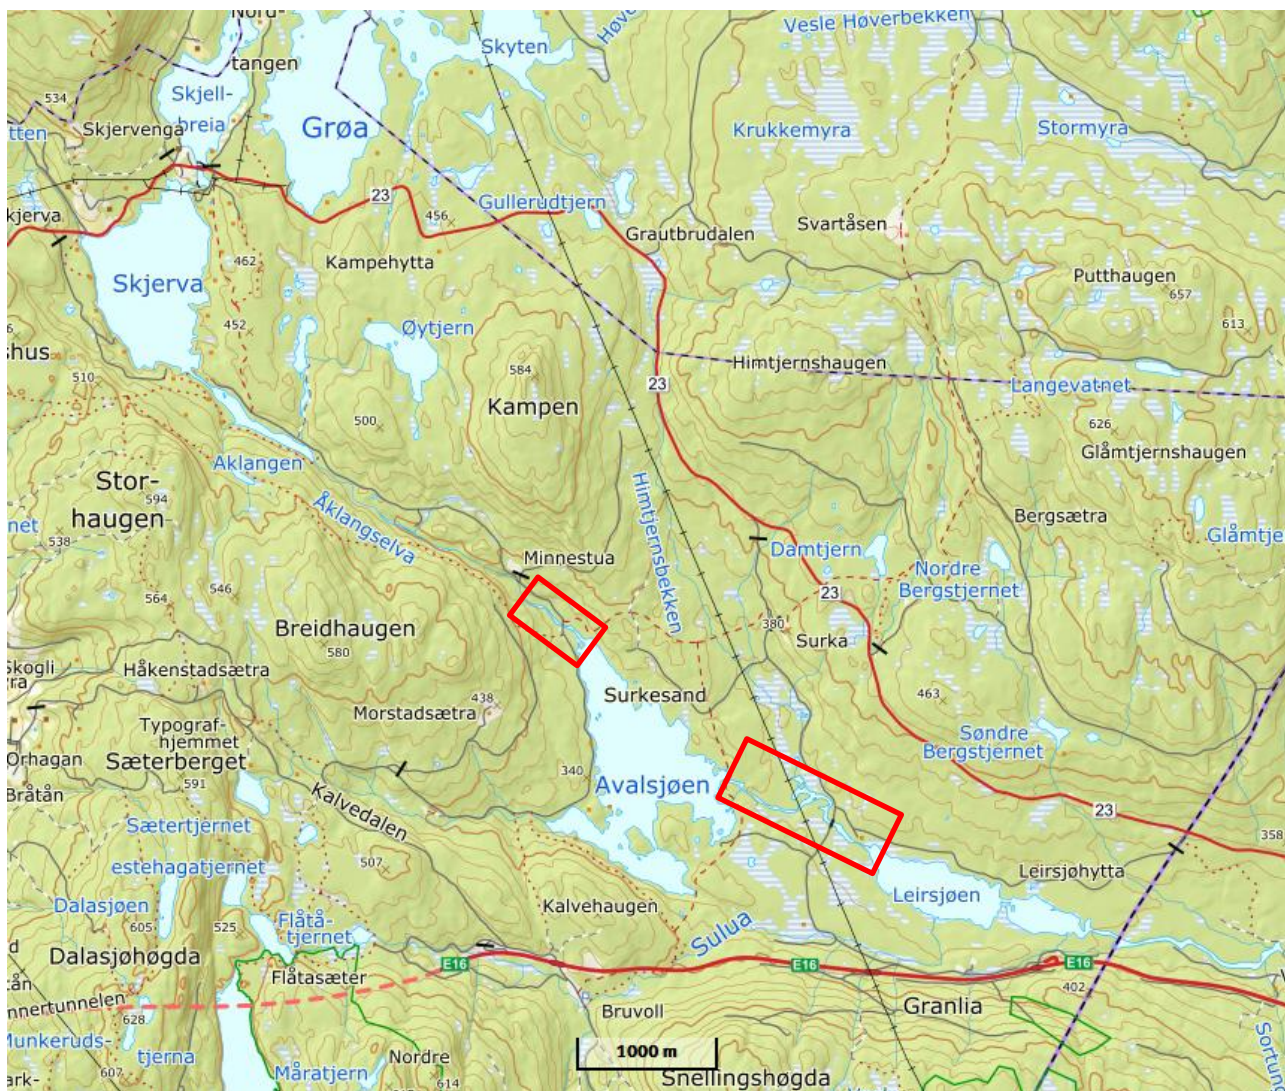 Nord-
tangen
Skyten
Vesle Høverbekken
534
Skjell-
breia
Skjervenga
Grøa
Krukkemyra
Stormyra
23
456
Gullerudtjern
Grautbrudalen
Svartåsen
462
Kampehytta
Skjerva
Putthaugen
657
452
Øytjern
613
Himtjernshaugen
584
510
23
Langevatnet
Kampen
500
626
Glåmtjernshaugen
Aklangen
Stor-
haugen
594
Himtjernsbekken
Åklangselva
Bergsætra
538
Damtjern
Minnestua
Nordre
Bergstjernet
546
564
23
Breidhaugen
580
380
Surka
Håkenstadsætra
Surkesand
463
438
Morstadsætra
Typograf-
hjemmet
Søndre
Bergstjernet
Orhagan
Sæterberget
340
Avalsjøen
Bråtån
591
Kalvedalen
23
Sætertjernet
358
507
estehagatjernet
Leirsjøhytta
Leirsjøen
Dalasjøen
605
525
Kalvehaugen
Flåtå-
tjernet
Sulua
Dalasjøhøgda
E16
E16
E16
Flåtasæter
402
nnertunnelen
Granlia
628
Bruvoll
Munkeruds-
tjerna
1000 m
Nordre
607
Måratjern
614
Snellingshøgda